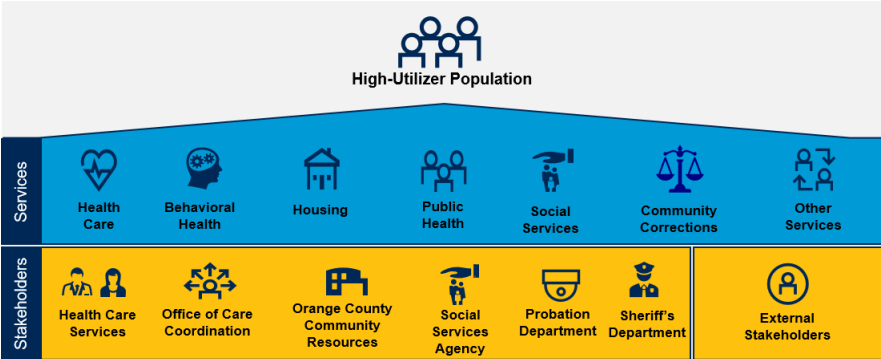 High-Utilizer Population
Services
Health
Care
Behavioral
Health
Housing
Public
Health
Social
Services
Community
Corrections
Other
Services
Stakeholders
Health Care
Services
Office of Care
Coordination
Orange County
Community
Resources
Social
Services
Agency
Probation
Department
Sheriff's
Department
External
Stakeholders